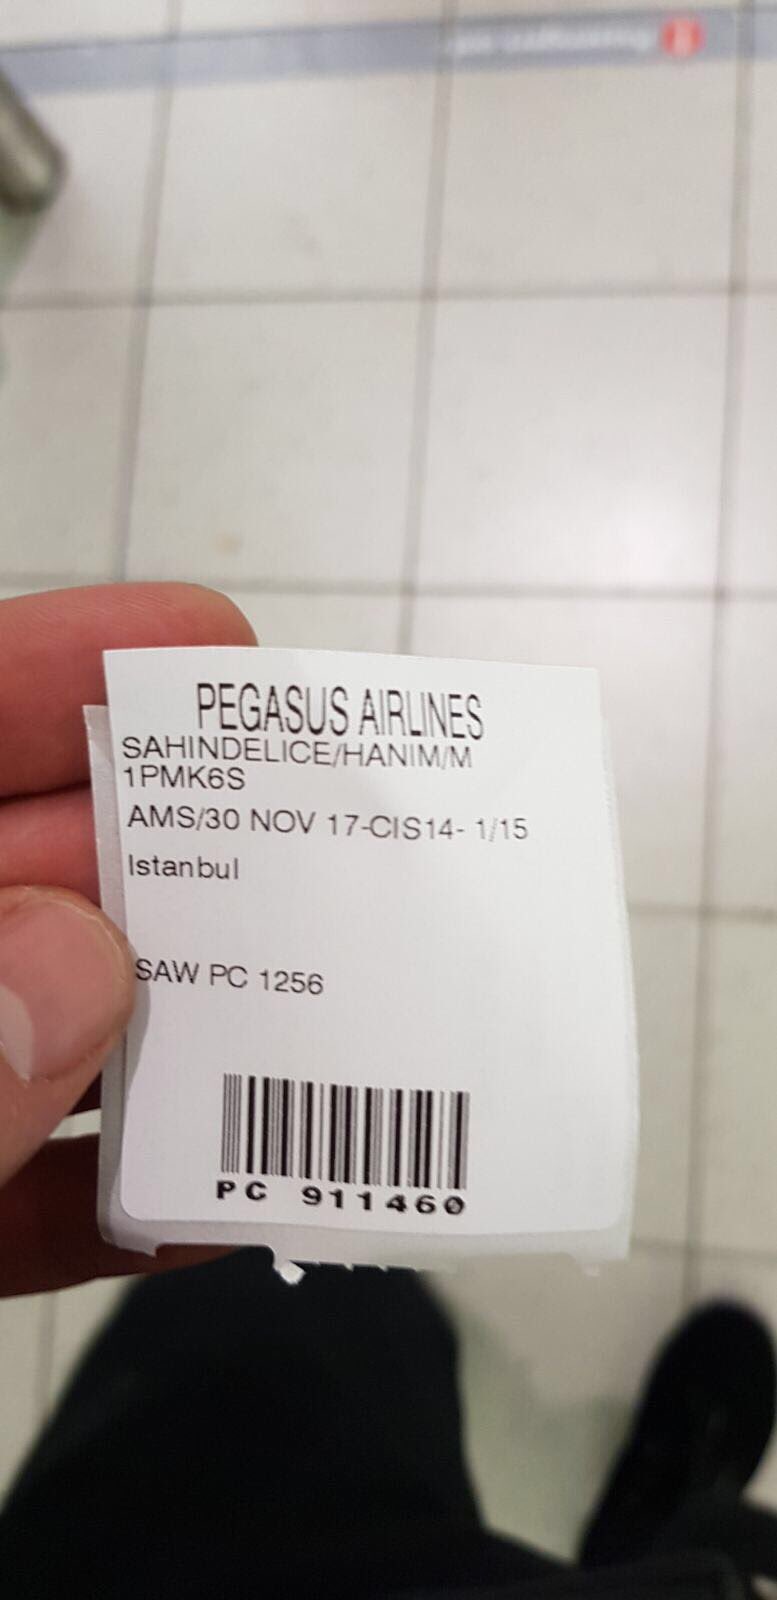 PEGASUS AIRLINES
SAHINDELICE/HANIM/M
1PMK6S
AMS/30 NOV 17-CIS14- 1/15
Istanbul
SAW PC 1256
PC 911460